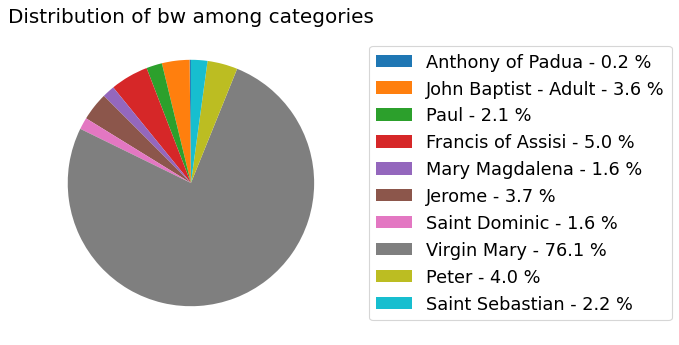 Distribution of bw among categories
Anthony of Padua - 0.2 %
John Baptist - Adult - 3.6 %
Paul - 2.1 %
Francis of Assisi - 5.0 %
Mary Magdalena - 1.6 %
Jerome - 3.7 %
Saint Dominic - 1.6 %
Virgin Mary - 76.1 %
Peter - 4.0 %
Saint Sebastian - 2.2 %